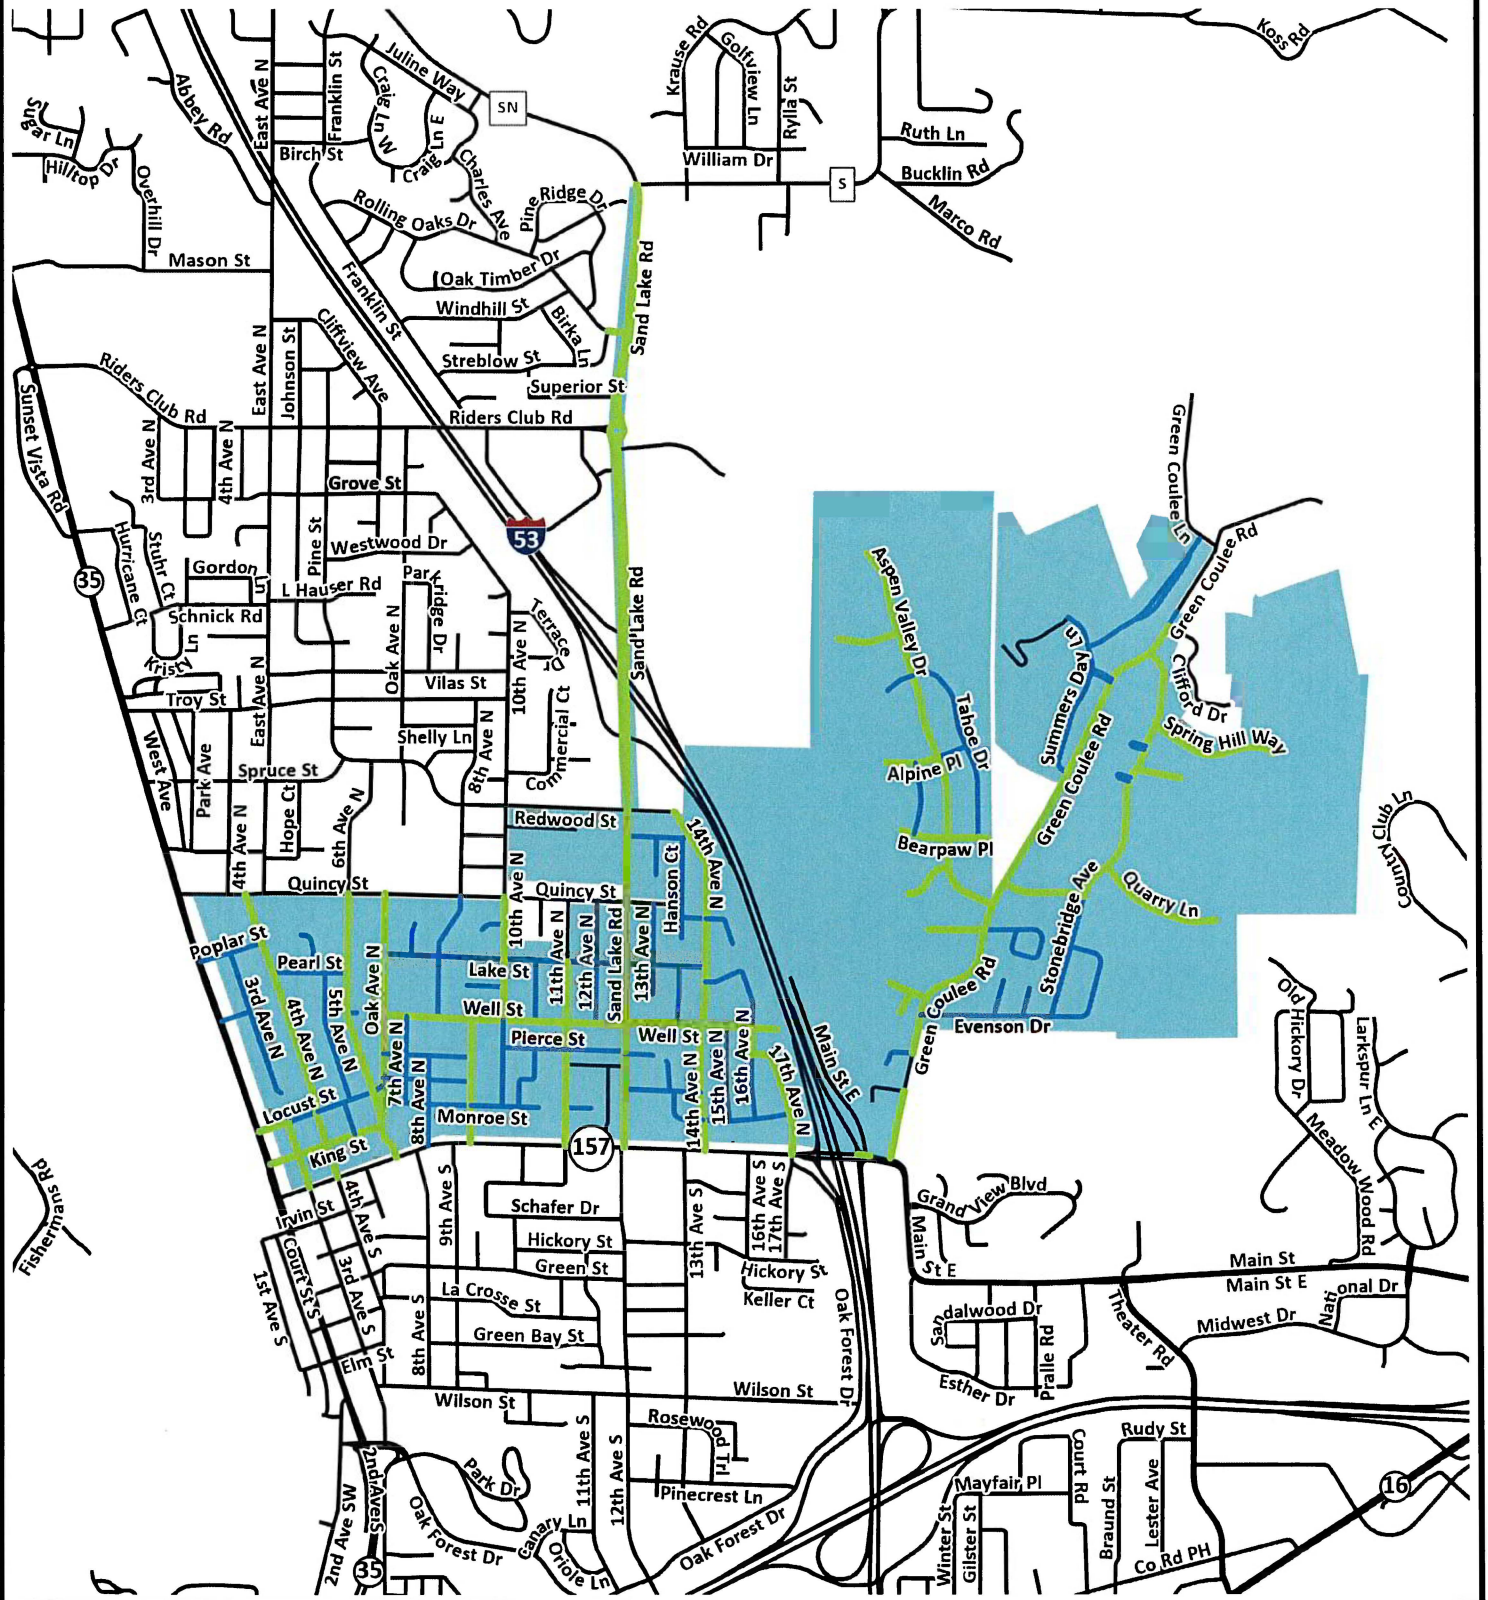 Koss Rd
Krause Rd
Golfview Ln
Rylla St
Juline Way
SN
Abbey Rd
East Ave N
Franklin St
Craig Ln W
Craig Ln E
Sugar Ln
Hilltop Dr
Birch St
Charles Ave
William Dr
Ruth Ln
Bucklin Rd
S
Marco Rd
Overhill Dr
Rolling Oaks Dr
Pine Ridge Dr
Mason St
Franklin St
Oak Timber Dr
Windhill St
Birka Ln
Sand Lake Rd
Cliffview Ave
East Ave N
Johnson St
Streblow St
Superior St
Riders Club Rd
Riders Club Rd
Sunset Vista Rd
3rd Ave N
4th Ave N
Grove St
Green Coulee Ln
Green Coulee Rd
53
Pine St
Westwood Dr
Hurricane Ct
Stuhr Ct
Gordon Ln
L Hauser Rd
Parkridge Dr
35
Schnick Rd
Kristy Ln
Oak Ave N
10th Ave N
Terrace Dr
Sand Lake Rd
Aspen Valley Dr
Summers Day Ln
Clifford Dr
Spring Hill Way
Troy St
Vilas St
East Ave N
Commercial Ct
Tahoe Dr
Shelly Ln
8th Ave N
West Ave
Park Ave
Spruce St
Alpine Pl
Green Coulee Rd
Hope Ct
6th Ave N
4th Ave N
Redwood St
14th Ave N
Bearpaw Pl
Country Club Ln
Quincy St
Quincy St
10th Ave N
Hanson Ct
Stonebridge Ave
Quarry Ln
Poplar St
Pearl St
Oak Ave N
Lake St
11th Ave N
12th Ave N
Sand Lake Rd
13th Ave N
3rd Ave N
4th Ave N
5th Ave N
Well St
Well St
Pierce St
Green Coulee Rd
Evenson Dr
Old Hickory Dr
Larkspur Ln E
7th Ave N
8th Ave N
14th Ave N
15th Ave N
16th Ave N
17th Ave N
Main St E
Locust St
Monroe St
King St
157
Meadow Wood Rd
Fishermans Rd
Irvin St
4th Ave S
9th Ave S
Schafer Dr
13th Ave S
16th Ave S
17th Ave S
Grand View Blvd
Main St E
Hickory St
Green St
Hickory St
Keller Ct
Main St
Main St E
National Dr
1st Ave S
Court St S
3rd Ave S
La Crosse St
Green Bay St
8th Ave S
Elm St
Oak Forest Dr
Sandalwood Dr
Pralle Rd
Esther Dr
Theater Rd
Midwest Dr
Wilson St
Wilson St
Rosewood Trl
Rudy St
2nd Ave S
2nd Ave SW
Park Dr
11th Ave S
12th Ave S
Pinecrest Ln
Mayfair Pl
Court Rd
Braund St
Lester Ave
16
Oak Forest Dr
Canary Ln
Oriole Ln
Oak Forest Dr
Winter St
Gilster St
Co Rd PH
35